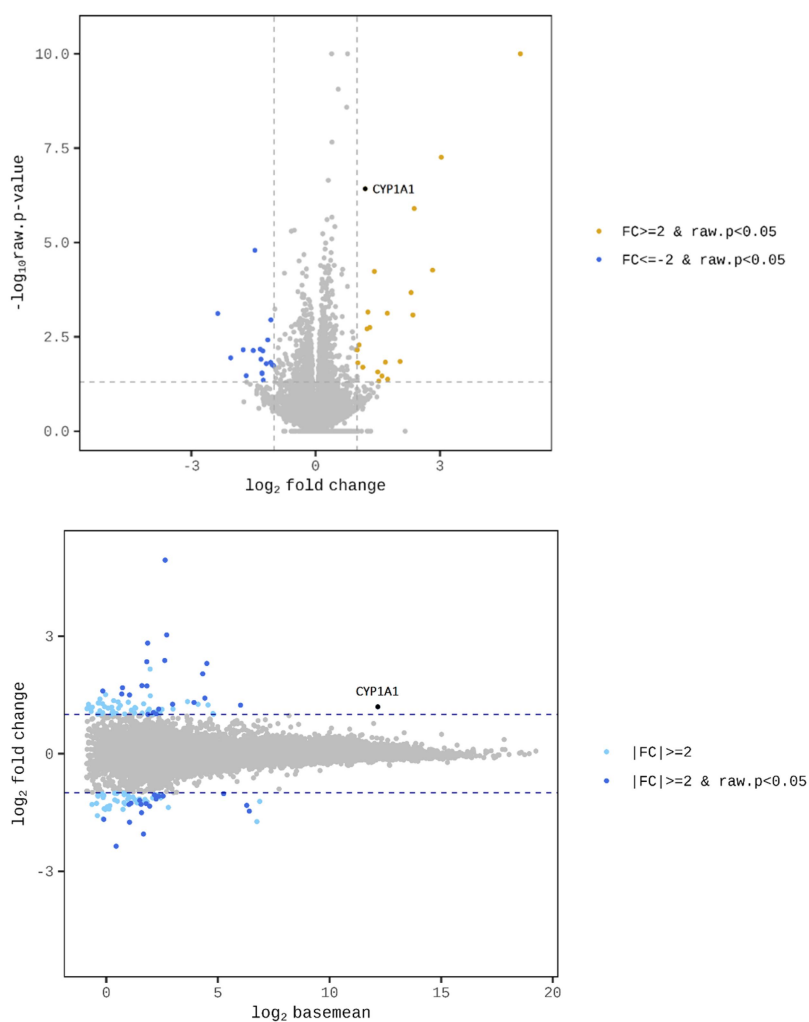 10.0
7.5
5.0
2.5
0.0
-log₁₀raw.p-value
CYP1A1
-3 0 3
log₂ fold change
FC>=2 & raw.p<0.05
FC<=-2 & raw.p<0.05
3
0
-3
log₂ fold change
CYP1A1
0 5 10 15 20
log₂ basemean
|FC|>=2
|FC|>=2 & raw.p<0.05